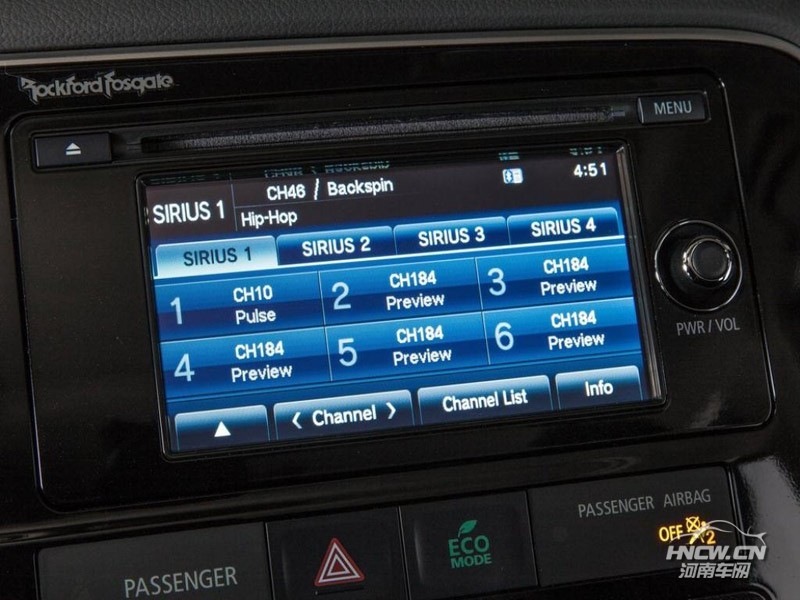 Rockford Fosgate
MENU
4:51
SIRIUS 1
CH46 / Backspin
Hip-Hop
SIRIUS 1 SIRIUS 2 SIRIUS 3 SIRIUS 4
1 CH10 Pulse
2 CH184 Preview
3 CH184 Preview
4 CH184 Preview
5 CH184 Preview
6 CH184 Preview
< Channel > Channel List Info
PWR / VOL
PASSENGER AIRBAG
OFF 2
ECO
MODE
PASSENGER
HNCW.CN
河南车网